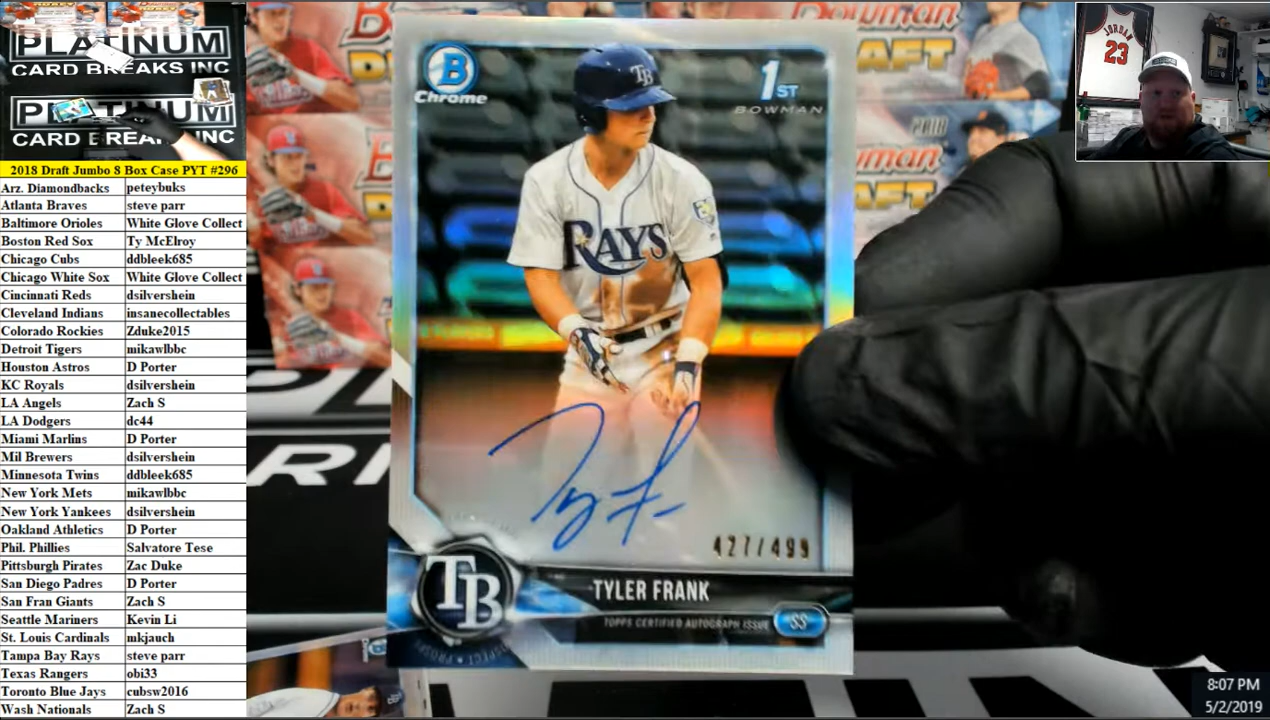 PLATINUM
CARD BREAKS INC
PLATINUM
CARD BREAKS INC
2018 Draft Jumbo 8 Box Case PYT #296
Arz. Diamondbacks peteybuks
Atlanta Braves steve parr
Baltimore Orioles White Glove Collect
Boston Red Sox Ty McElroy
Chicago Cubs ddbleek685
Chicago White Sox White Glove Collect
Cincinnati Reds dsilvershein
Cleveland Indians insanecollectables
Colorado Rockies Zduke2015
Detroit Tigers mikawlbbc
Houston Astros D Porter
KC Royals dsilvershein
LA Angels Zach S
LA Dodgers dc44
Miami Marlins D Porter
Mil Brewers dsilvershein
Minnesota Twins ddbleek685
New York Mets mikawlbbc
New York Yankees dsilvershein
Oakland Athletics D Porter
Phil. Phillies Salvatore Tese
Pittsburgh Pirates Zac Duke
San Diego Padres D Porter
San Fran Giants Zach S
Seattle Mariners Kevin Li
St. Louis Cardinals mkjauch
Tampa Bay Rays steve parr
Texas Rangers obi33
Toronto Blue Jays cubsw2016
Wash Nationals Zach S
B
Chrome
1ST
BOWMAN
TB
RAYS
427/499
TB
TYLER FRANK
TOPPS CERTIFIED AUTOGRAPH ISSUE
SS
Bowman
AFT
2018
wman
AFT
JORDAN
23
8:07 PM
5/2/2019